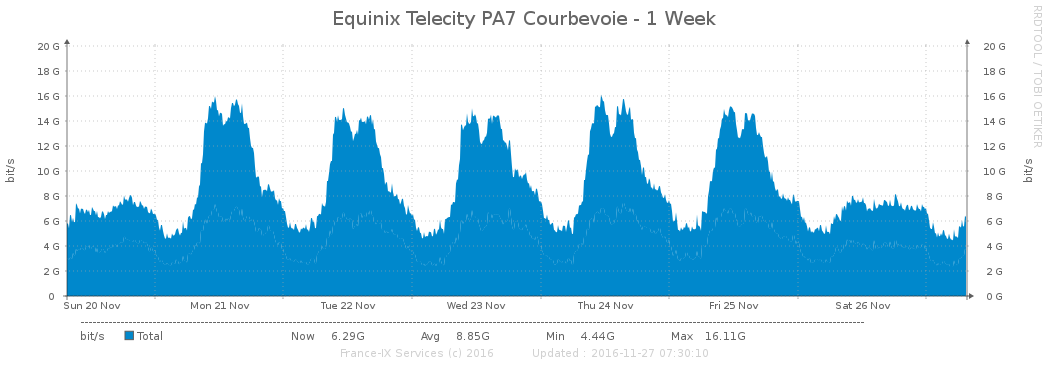 Equinix Telecity PA7 Courbevoie - 1 Week
RRDTOOL / TOBI OETIKER
bit/s
20 G
18 G
16 G
14 G
12 G
10 G
8 G
6 G
4 G
2 G
0
20 G
18 G
16 G
14 G
12 G
10 G
8 G
6 G
4 G
2 G
0 G
bit/s
Sun 20 Nov Mon 21 Nov Tue 22 Nov Wed 23 Nov Thu 24 Nov Fri 25 Nov Sat 26 Nov
bit/s Total Now 6.29G Avg 8.85G Min 4.44G Max 16.11G
France-IX Services (c) 2016 Updated : 2016-11-27 07:30:10